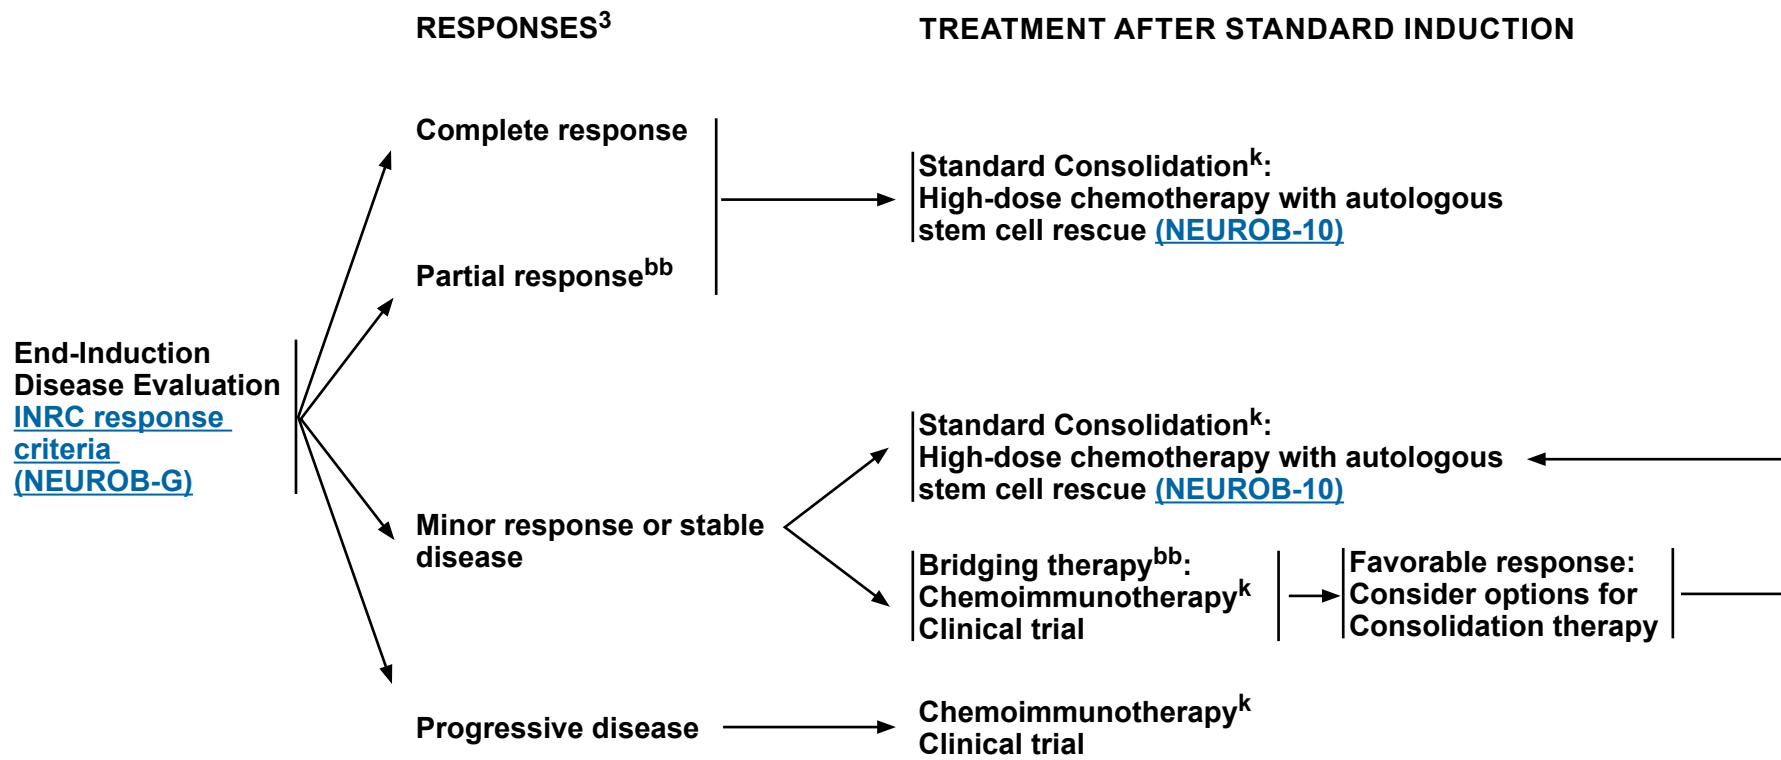 RESPONSES3
TREATMENT AFTER STANDARD INDUCTION
End-Induction
Disease Evaluation
INRC response
criteria
(NEUROB-G)
Complete response
Partial responsebb
Standard Consolidationk:
High-dose chemotherapy with autologous
stem cell rescue (NEUROB-10)
Minor response or stable
disease
Standard Consolidationk:
High-dose chemotherapy with autologous
stem cell rescue (NEUROB-10)
Bridging therapybb:
Chemoimmunotherapyk
Clinical trial
Favorable response:
Consider options for
Consolidation therapy
Progressive disease
Chemoimmunotherapyk
Clinical trial